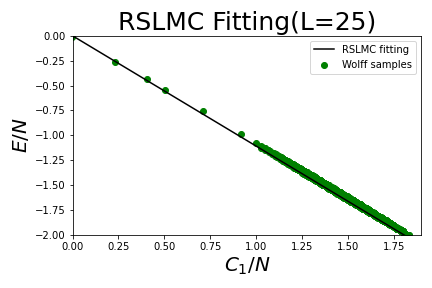 RSLMC Fitting(L=25)
0.00
−0.25
−0.50
−0.75
−1.00
−1.25
−1.50
−1.75
−2.00
E/N
RSLMC fitting
Wolff samples
0.00 0.25 0.50 0.75 1.00 1.25 1.50 1.75
C₁/N